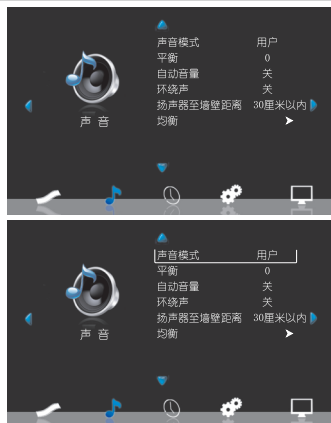 声音模式 用户
平衡 0
自动音量 关
环绕声 关
扬声器至墙壁距离 30厘米以内
均衡
声音
声音模式 用户
平衡 0
自动音量 关
环绕声 关
扬声器至墙壁距离 30厘米以内
均衡
声音